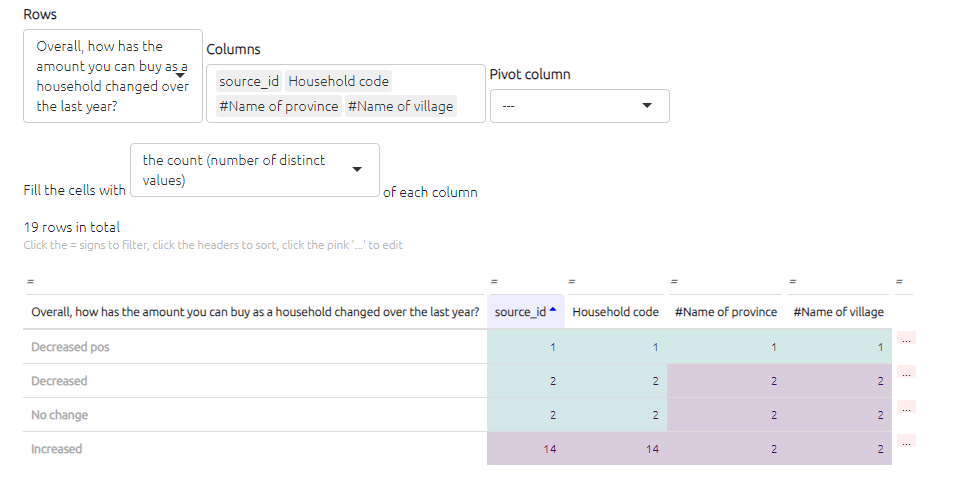 Rows
Overall, how has the
amount you can buy as a
household changed over
the last year?
Columns
source_id Household code
#Name of province #Name of village
Pivot column
---
Fill the cells with
the count (number of distinct
values)
of each column
19 rows in total
Click the = signs to filter, click the headers to sort, click the pink '...' to edit
= = = = = =
Overall, how has the amount you can buy as a household changed over the last year? source_id Household code #Name of province #Name of village
Decreased pos 1 1 1 1 ...
Decreased 2 2 2 2 ...
No change 2 2 2 2 ...
Increased 14 14 2 2 ...